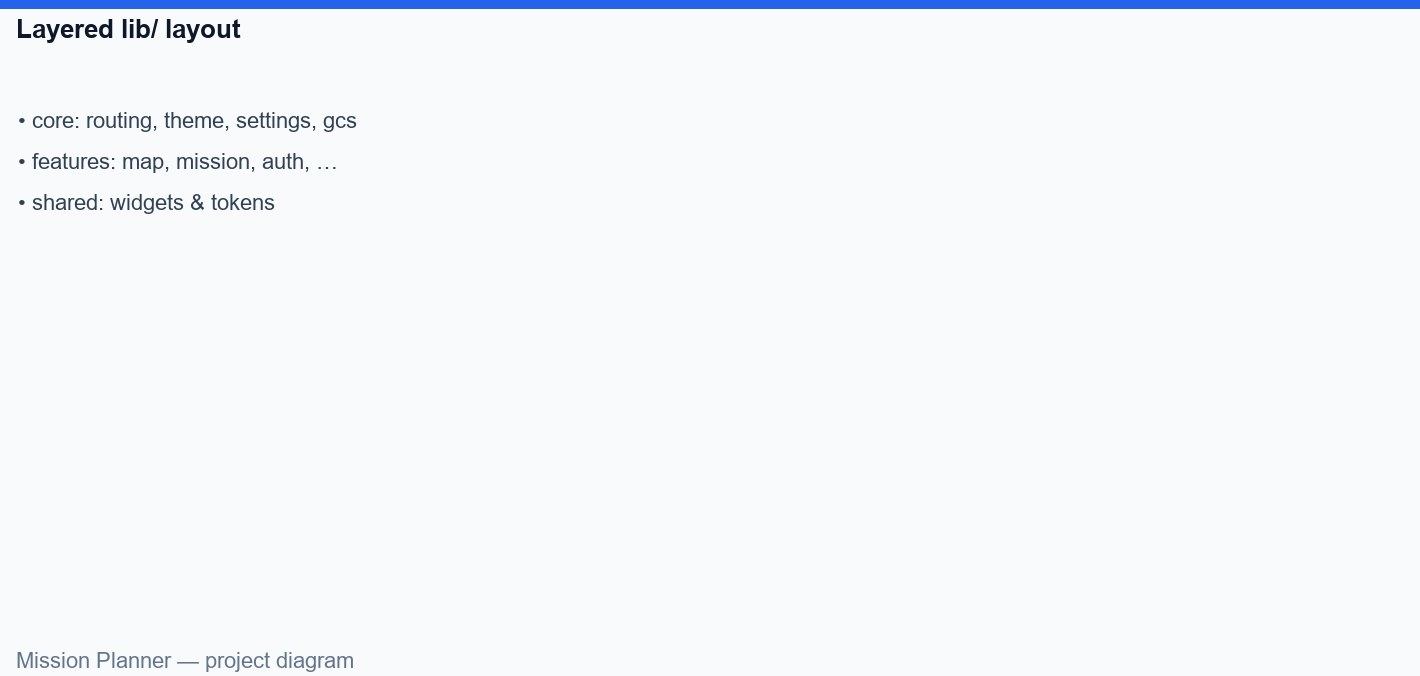 Layered lib/ layout
• core: routing, theme, settings, gcs
• features: map, mission, auth, …
• shared: widgets & tokens
Mission Planner — project diagram